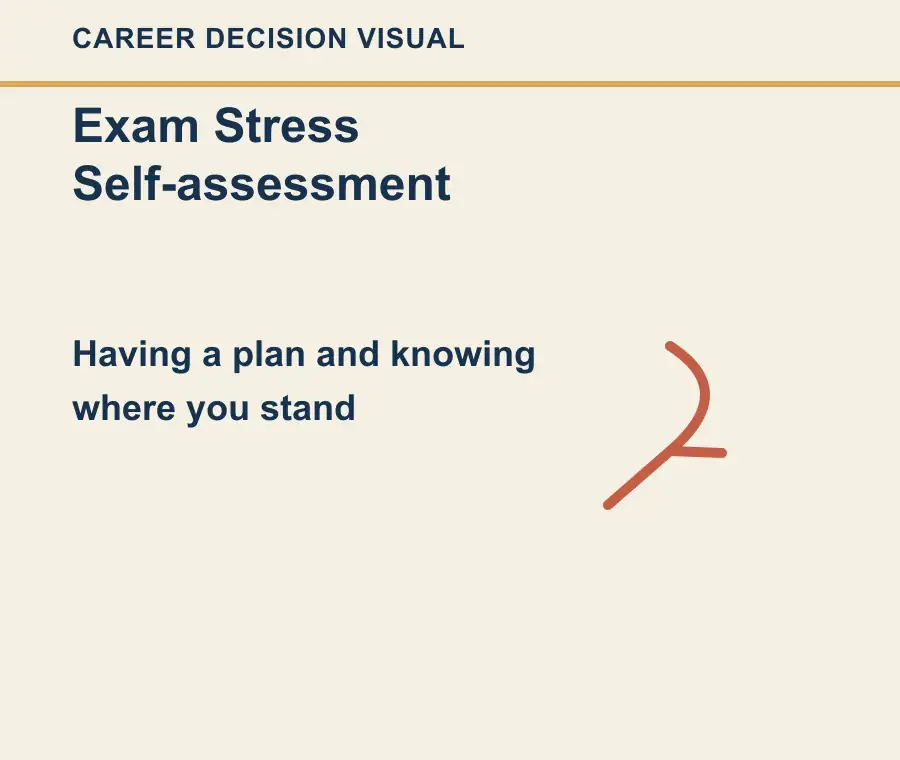 CAREER DECISION VISUAL
Exam Stress
Self-assessment
Having a plan and knowing
where you stand